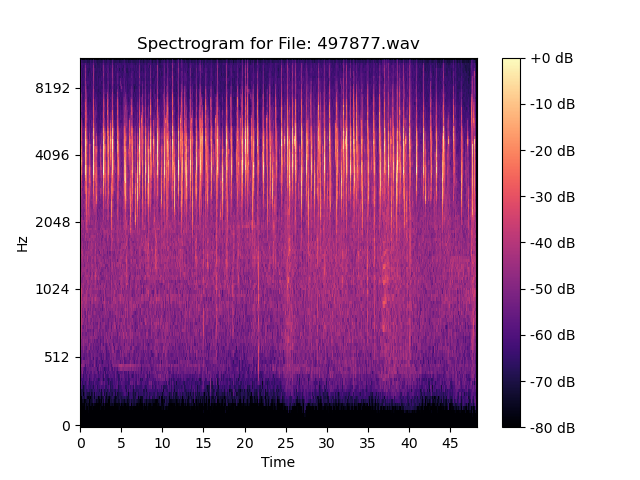 Spectrogram for File: 497877.wav
8192
4096
2048
1024
512
0
Hz
0 5 10 15 20 25 30 35 40 45
Time
+0 dB
-10 dB
-20 dB
-30 dB
-40 dB
-50 dB
-60 dB
-70 dB
-80 dB